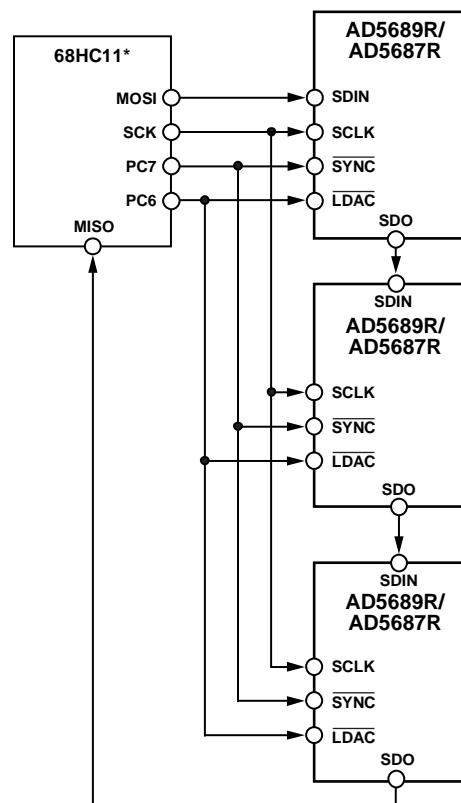 68HC11*
MOSI
SCK
PC7
PC6
MISO
AD5689R/
AD5687R
SDIN
SCLK
SYNC
LDAC
SDO
SDIN
AD5689R/
AD5687R
SCLK
SYNC
LDAC
SDO
SDIN
AD5689R/
AD5687R
SCLK
SYNC
LDAC
SDO